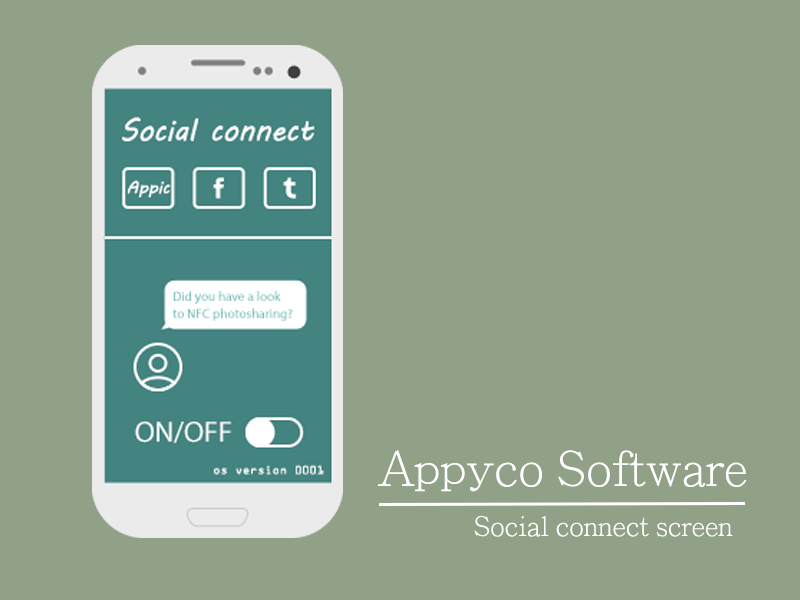 Social connect
Appic
f
t
Did you have a look
to NFC photosharing?
ON/OFF
os version 0001
Appyco Software
Social connect screen